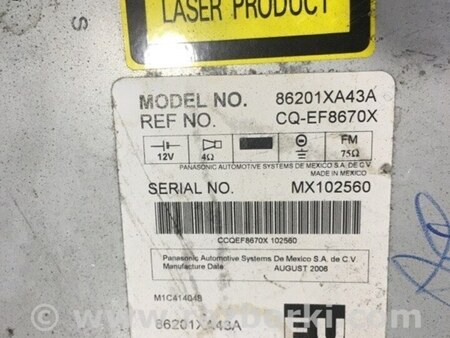 LASER PRODUCT
S
MODEL NO. 86201XA43A
REF NO. CQ-EF8670X
12V 4Ω FM 75Ω
PANASONIC AUTOMOTIVE SYSTEMS DE MEXICO S.A. DE C.V.
MADE IN MEXICO
SERIAL NO. MX102560
CCQEF8670X 102560
Panasonic Automotive Systems De Mexico S.A. de C.V.
Manufacture Date AUGUST 2006
M1C414048
86201XA43A